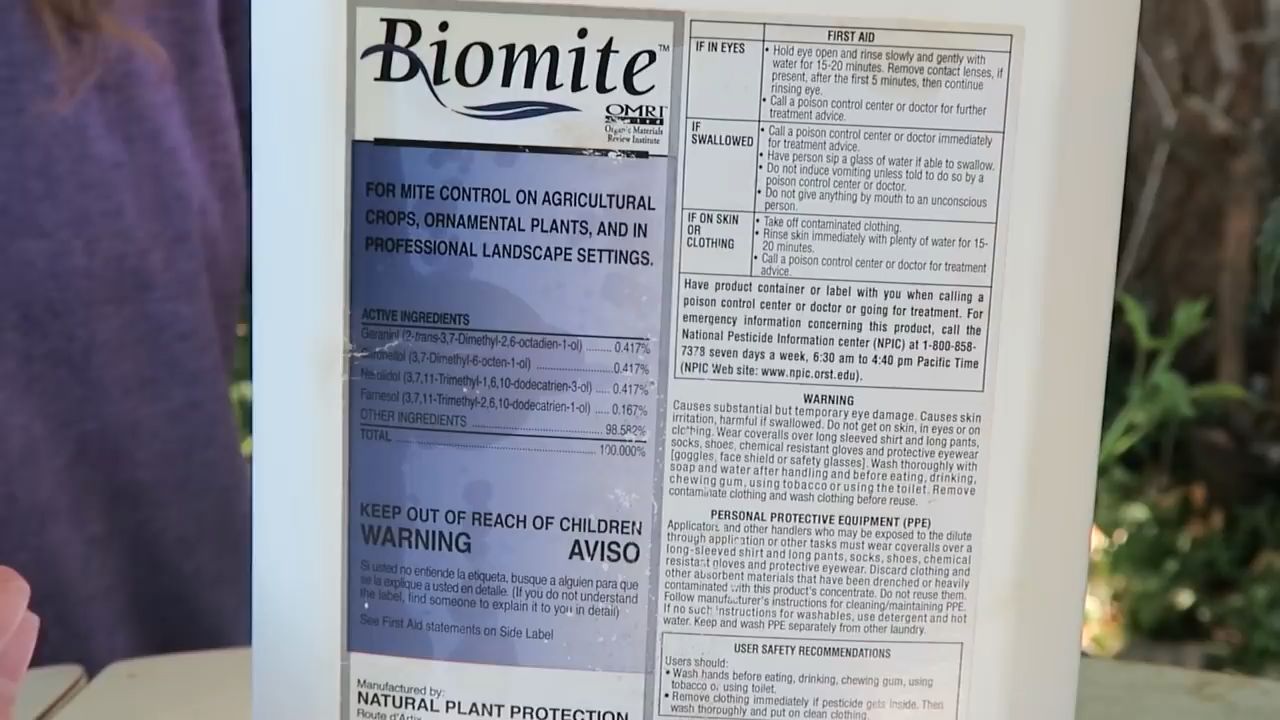 Biomite™
OMRI
Listed
Organic Materials
Review Institute
FOR MITE CONTROL ON AGRICULTURAL
CROPS, ORNAMENTAL PLANTS, AND IN
PROFESSIONAL LANDSCAPE SETTINGS.
ACTIVE INGREDIENTS
Geraniol (2-trans-3,7-Dimethyl-2,6-octadien-1-ol) ........ 0.417%
Citronellol (3,7-Dimethyl-6-octen-1-ol) ........ 0.417%
Nerolidol (3,7,11-Trimethyl-1,6,10-dodecatrien-3-ol) ..... 0.417%
Farnesol (3,7,11-Trimethyl-2,6,10-dodecatrien-1-ol) ..... 0.167%
OTHER INGREDIENTS ........ 98.582%
TOTAL ........ 100.000%
KEEP OUT OF REACH OF CHILDREN
WARNING AVISO
Si usted no entiende la etiqueta, busque a alguien para que
se la explique a usted en detalle. (If you do not understand
the label, find someone to explain it to you in detail)
See First Aid statements on Side Label
Manufactured by:
NATURAL PLANT PROTECTION
Route d'Artix
FIRST AID
IF IN EYES
• Hold eye open and rinse slowly and gently with
water for 15-20 minutes. Remove contact lenses, if
present, after the first 5 minutes, then continue
rinsing eye.
• Call a poison control center or doctor for further
treatment advice.
IF
SWALLOWED
• Call a poison control center or doctor immediately
for treatment advice.
• Have person sip a glass of water if able to swallow.
• Do not induce vomiting unless told to do so by a
poison control center or doctor.
• Do not give anything by mouth to an unconscious
person.
IF ON SKIN
OR
CLOTHING
• Take off contaminated clothing.
• Rinse skin immediately with plenty of water for 15-
20 minutes.
• Call a poison control center or doctor for treatment
advice.
Have product container or label with you when calling a
poison control center or doctor or going for treatment. For
emergency information concerning this product, call the
National Pesticide Information center (NPIC) at 1-800-858-
7378 seven days a week, 6:30 am to 4:40 pm Pacific Time
(NPIC Web site: www.npic.orst.edu).
WARNING
Causes substantial but temporary eye damage. Causes skin
irritation, harmful if swallowed. Do not get on skin, in eyes or on
clothing. Wear coveralls over long sleeved shirt and long pants,
socks, shoes, chemical resistant gloves and protective eyewear
[goggles, face shield or safety glasses]. Wash thoroughly with
soap and water after handling and before eating, drinking,
chewing gum, using tobacco or using the toilet. Remove
contaminate clothing and wash clothing before reuse.
PERSONAL PROTECTIVE EQUIPMENT (PPE)
Applicators and other handlers who may be exposed to the dilute
through application or other tasks must wear coveralls over a
long-sleeved shirt and long pants, socks, shoes, chemical
resistant gloves and protective eyewear. Discard clothing and
other absorbent materials that have been drenched or heavily
contaminated with this product's concentrate. Do not reuse them.
Follow manufacturer's instructions for cleaning/maintaining PPE.
If no such instructions for washables, use detergent and hot
water. Keep and wash PPE separately from other laundry.
USER SAFETY RECOMMENDATIONS
Users should:
• Wash hands before eating, drinking, chewing gum, using
tobacco or using toilet.
• Remove clothing immediately if pesticide gets inside. Then
wash thoroughly and put on clean clothing.